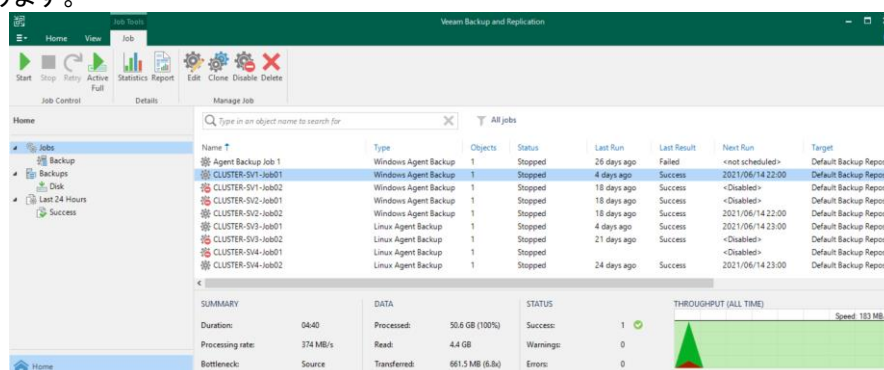 ります。
Job Tools
Veeam Backup and Replication
Home View Job
Start Stop Retry Active Full Statistics Report Edit Clone Disable Delete
Job Control Details Manage Job
Home
Type in an object name to search for
All jobs
Jobs
Backup
Backups
Disk
Last 24 Hours
Success
Name Type Objects Status Last Run Last Result Next Run Target
Agent Backup Job 1 Windows Agent Backup 1 Stopped 26 days ago Failed <not scheduled> Default Backup Repos
CLUSTER-SV1-Job01 Windows Agent Backup 1 Stopped 4 days ago Success 2021/06/14 22:00 Default Backup Repos
CLUSTER-SV1-Job02 Windows Agent Backup 1 Stopped 18 days ago Success <Disabled> Default Backup Repos
CLUSTER-SV2-Job01 Windows Agent Backup 1 Stopped 18 days ago Success <Disabled> Default Backup Repos
CLUSTER-SV2-Job02 Windows Agent Backup 1 Stopped 18 days ago Success 2021/06/14 22:00 Default Backup Repos
CLUSTER-SV3-Job01 Linux Agent Backup 1 Stopped 4 days ago Success 2021/06/14 23:00 Default Backup Repos
CLUSTER-SV3-Job02 Linux Agent Backup 1 Stopped 21 days ago Success <Disabled> Default Backup Repos
CLUSTER-SV4-Job01 Linux Agent Backup 1 Stopped <Disabled> Default Backup Repos
CLUSTER-SV4-Job02 Linux Agent Backup 1 Stopped 24 days ago Success 2021/06/14 23:00 Default Backup Repos
SUMMARY DATA STATUS THROUGHPUT (ALL TIME)
Speed: 183 MB/
Duration: 04:40 Processed: 50.6 GB (100%) Success: 1
Processing rate: 374 MB/s Read: 4.4 GB Warnings: 0
Bottleneck: Source Transferred: 661.5 MB (6.8x) Errors: 0
Home